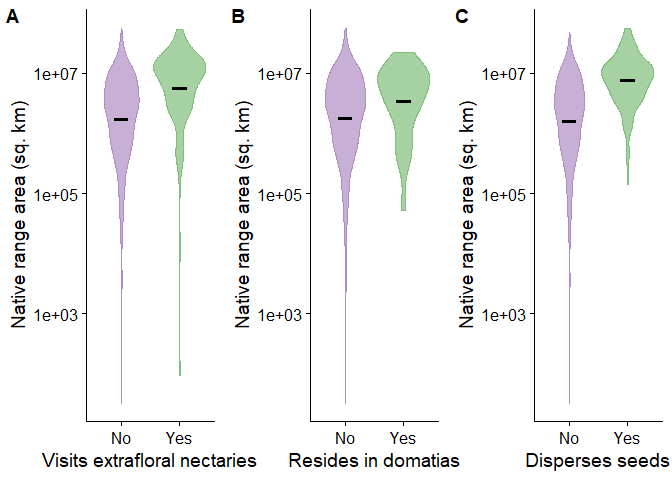 A
Native range area (sq. km)
1e+07
1e+05
1e+03
No Yes
Visits extrafloral nectaries
B
Native range area (sq. km)
1e+07
1e+05
1e+03
No Yes
Resides in domatias
C
Native range area (sq. km)
1e+07
1e+05
1e+03
No Yes
Disperses seeds